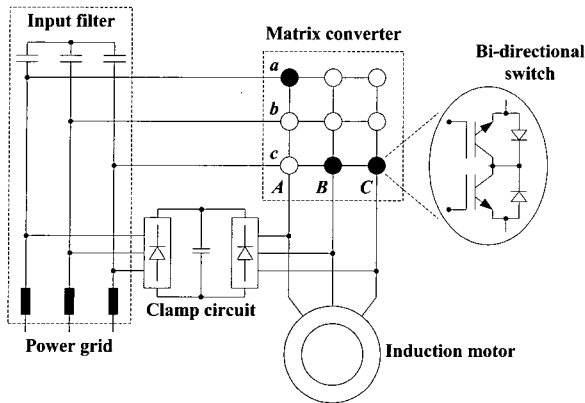 Input filter
Matrix converter
Bi-directional
switch
a
b
c
A B C
Clamp circuit
Power grid
Induction motor